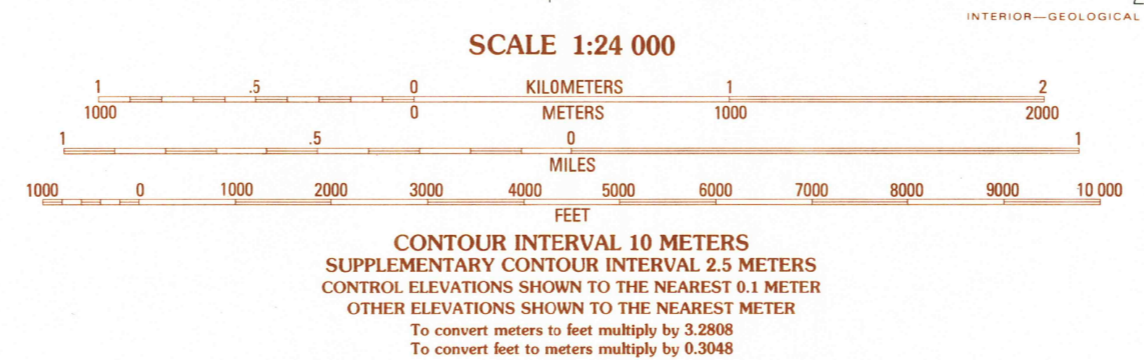 INTERIOR—GEOLOGICAL
SCALE 1:24 000
1 .5 0 KILOMETERS 1 2
1000 0 METERS 1000 2000
1 .5 0 1
MILES
1000 0 1000 2000 3000 4000 5000 6000 7000 8000 9000 10 000
FEET
CONTOUR INTERVAL 10 METERS
SUPPLEMENTARY CONTOUR INTERVAL 2.5 METERS
CONTROL ELEVATIONS SHOWN TO THE NEAREST 0.1 METER
OTHER ELEVATIONS SHOWN TO THE NEAREST METER
To convert meters to feet multiply by 3.2808
To convert feet to meters multiply by 0.3048